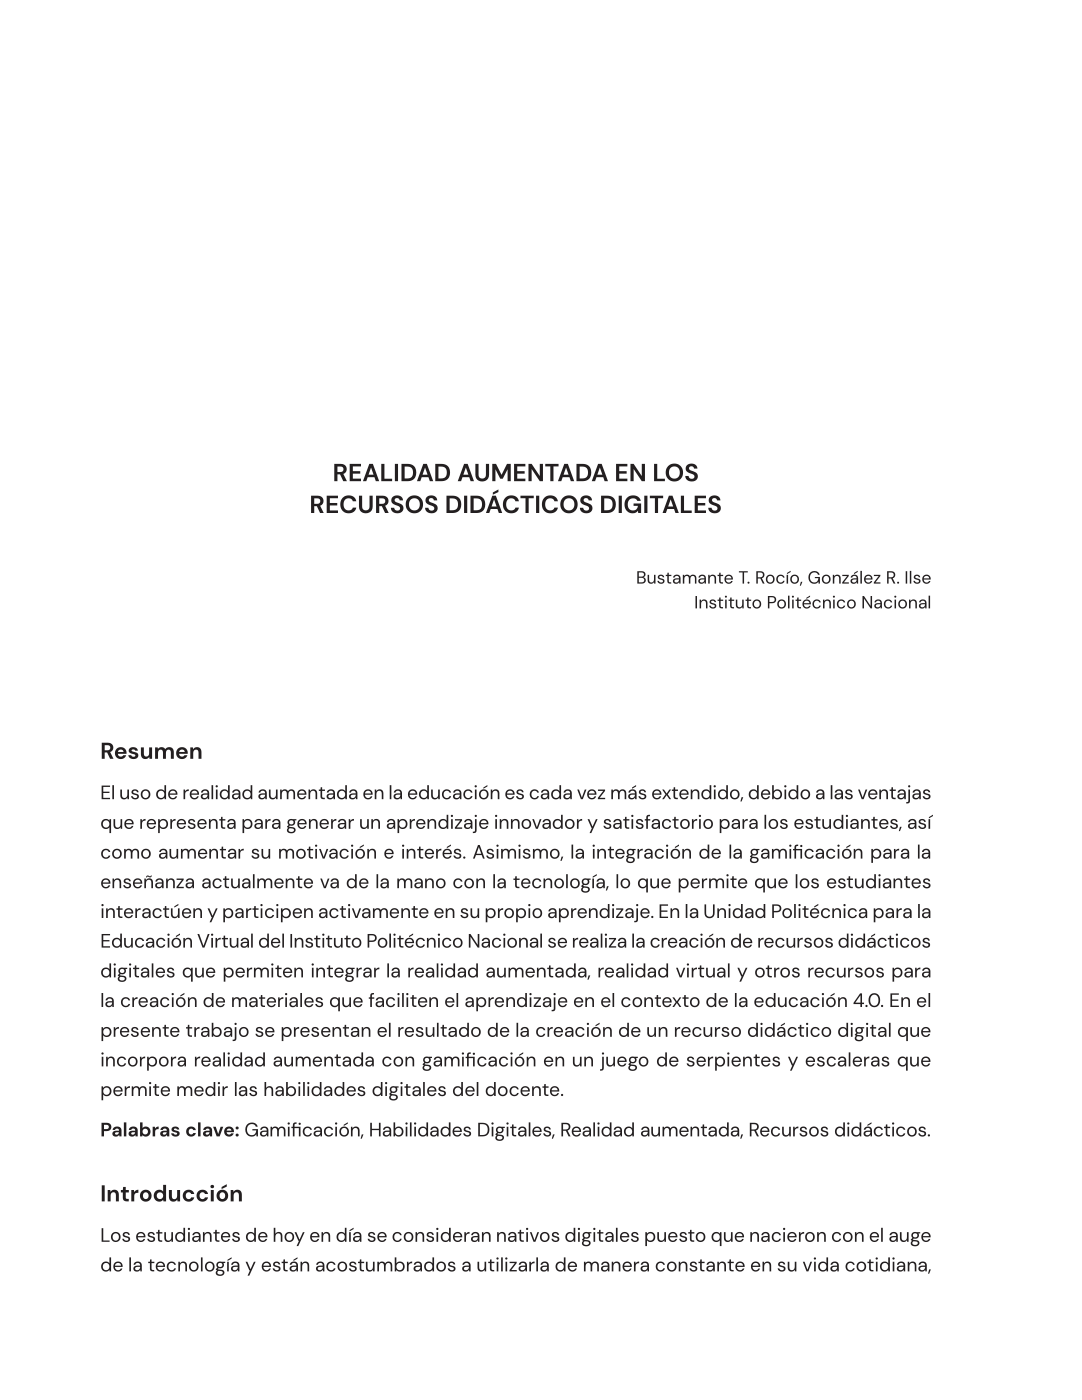 REALIDAD AUMENTADA EN LOS
RECURSOS DIDÁCTICOS DIGITALES
Bustamante T. Rocío, González R. Ilse
Instituto Politécnico Nacional
Resumen
El uso de realidad aumentada en la educación es cada vez más extendido, debido a las ventajas
que representa para generar un aprendizaje innovador y satisfactorio para los estudiantes, así
como aumentar su motivación e interés. Asimismo, la integración de la gamificación para la
enseñanza actualmente va de la mano con la tecnología, lo que permite que los estudiantes
interactúen y participen activamente en su propio aprendizaje. En la Unidad Politécnica para la
Educación Virtual del Instituto Politécnico Nacional se realiza la creación de recursos didácticos
digitales que permiten integrar la realidad aumentada, realidad virtual y otros recursos para
la creación de materiales que faciliten el aprendizaje en el contexto de la educación 4.0. En el
presente trabajo se presentan el resultado de la creación de un recurso didáctico digital que
incorpora realidad aumentada con gamificación en un juego de serpientes y escaleras que
permite medir las habilidades digitales del docente.
Palabras clave: Gamificación, Habilidades Digitales, Realidad aumentada, Recursos didácticos.
Introducción
Los estudiantes de hoy en día se consideran nativos digitales puesto que nacieron con el auge
de la tecnología y están acostumbrados a utilizarla de manera constante en su vida cotidiana,